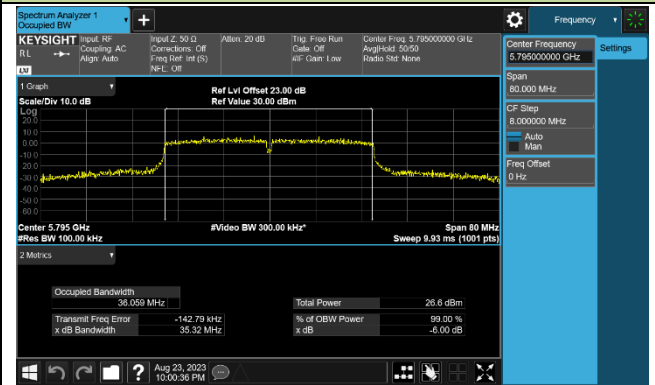 Spectrum Analyzer 1
Occupied BW
Frequency
KEYSIGHT
RL
LXI
Input: RF
Coupling: AC
Align: Auto
Input Z: 50 Ω
Corrections: Off
Freq Ref: Int (S)
NFE: Off
Atten: 20 dB
Trig: Free Run
Gate: Off
#IF Gain: Low
Center Freq: 5.795000000 GHz
Avg|Hold: 50/50
Radio Std: None
Center Frequency
5.795000000 GHz
Settings
Span
80.000 MHz
CF Step
8.000000 MHz
Auto
Man
Freq Offset
0 Hz
1 Graph
Scale/Div 10.0 dB
Ref Lvl Offset 23.00 dB
Ref Value 30.00 dBm
Log
20.0
10.0
0.00
-10.0
-20.0
-30.0
-40.0
-50.0
-60.0
Center 5.795 GHz
#Video BW 300.00 kHz*
Span 80 MHz
#Res BW 100.00 kHz
Sweep 9.93 ms (1001 pts)
2 Metrics
Occupied Bandwidth
36.059 MHz
Total Power
26.6 dBm
Transmit Freq Error
-142.79 kHz
% of OBW Power
99.00 %
x dB Bandwidth
35.32 MHz
x dB
-6.00 dB
Aug 23, 2023
10:00:36 PM